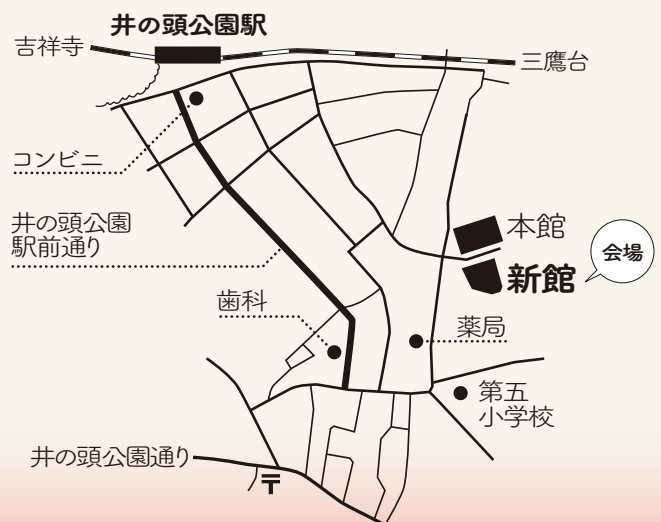 井の頭公園駅
吉祥寺
三鷹台
コンビニ
井の頭公園
駅前通り
本館
会場
新館
歯科
薬局
第五
小学校
井の頭公園通り
〒